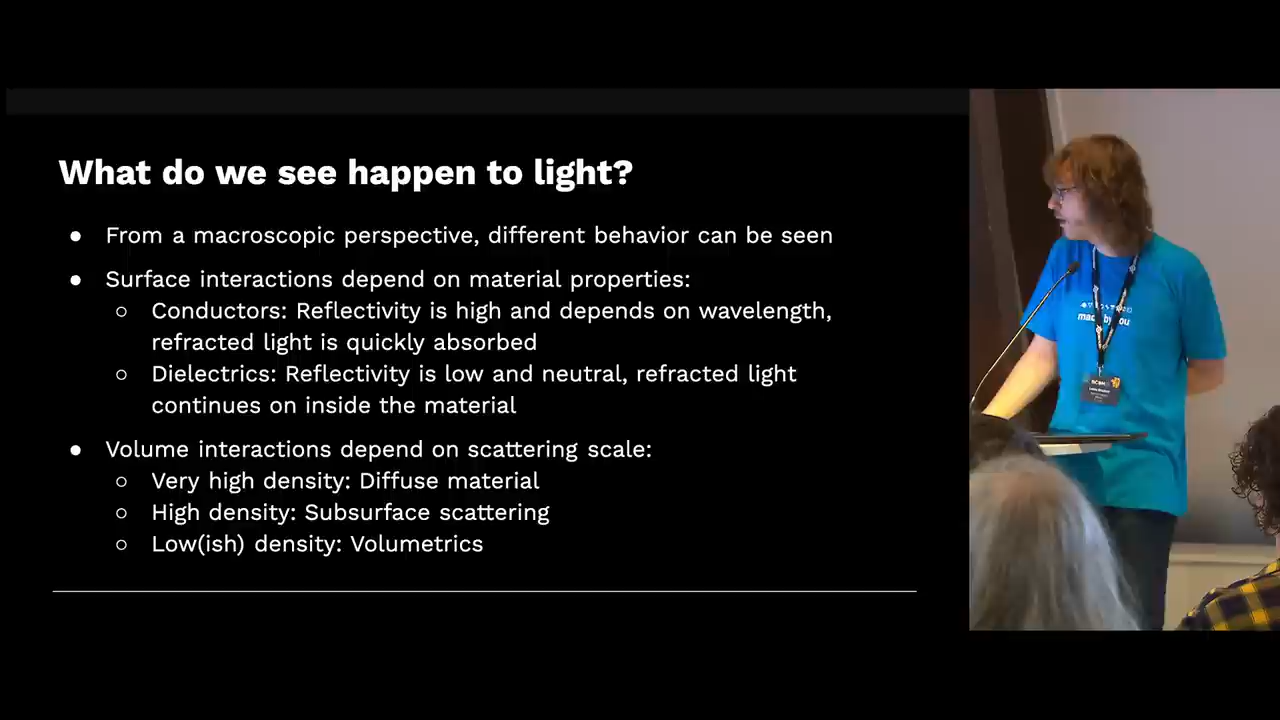 What do we see happen to light?
● From a macroscopic perspective, different behavior can be seen
● Surface interactions depend on material properties:
○ Conductors: Reflectivity is high and depends on wavelength,
refracted light is quickly absorbed
○ Dielectrics: Reflectivity is low and neutral, refracted light
continues on inside the material
● Volume interactions depend on scattering scale:
○ Very high density: Diffuse material
○ High density: Subsurface scattering
○ Low(ish) density: Volumetrics